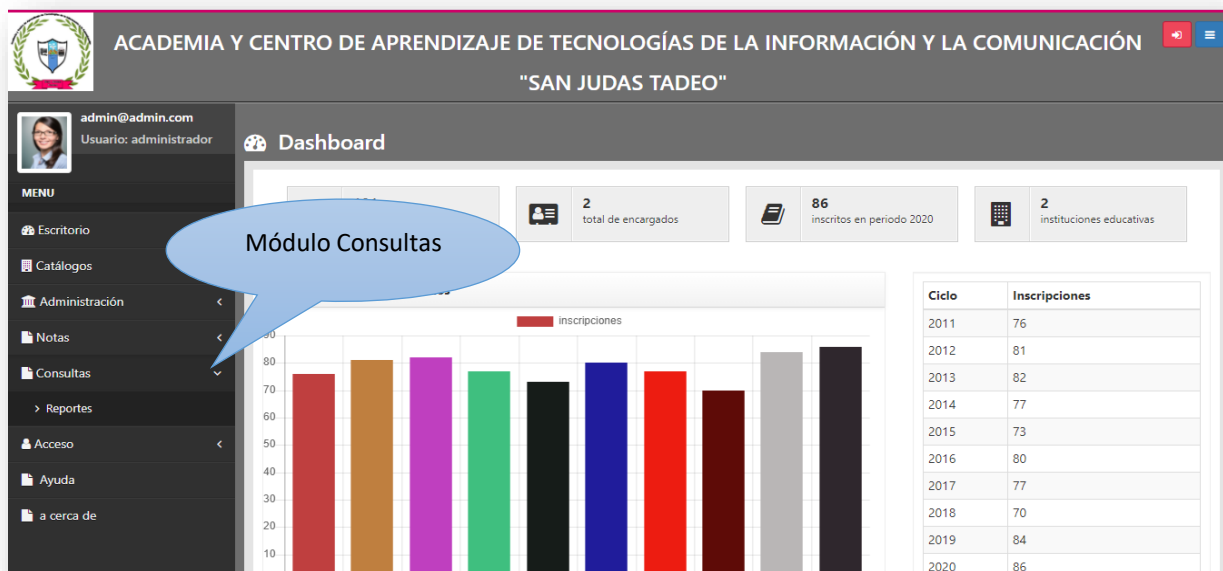 ACADEMIA Y CENTRO DE APRENDIZAJE DE TECNOLOGÍAS DE LA INFORMACIÓN Y LA COMUNICACIÓN
"SAN JUDAS TADEO"
admin@admin.com
Usuario: administrador
Dashboard
MENU
Escritorio
Catálogos
Administración
Notas
Consultas
> Reportes
Acceso
Ayuda
a cerca de
Módulo Consultas
2
total de encargados
86
inscritos en periodo 2020
2
instituciones educativas
inscripciones
90
80
70
60
50
40
30
20
10
Ciclo Inscripciones
2011 76
2012 81
2013 82
2014 77
2015 73
2016 80
2017 77
2018 70
2019 84
2020 86